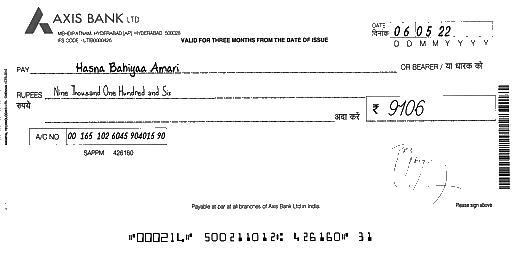 AXIS BANK LTD
MEHDIPATNAM, HYDERABAD [AP] HYDERABAD 500028
IFS CODE - UTIB0000426
VALID FOR THREE MONTHS FROM THE DATE OF ISSUE
DATE दिनांक 06 05 22
D D M M Y Y Y Y
PAY Hasna Bahiyaa Amari OR BEARER / या धारक को
RUPEES रुपये Nine Thousand One Hundred and Six
अदा करें ₹ 9106
A/C NO 00 165 102 6045 904015 90
SAPPM 426160
Payable at par at all branches of Axis Bank Ltd in India.
Please sign above
"000214" 500211012: 426160" 31